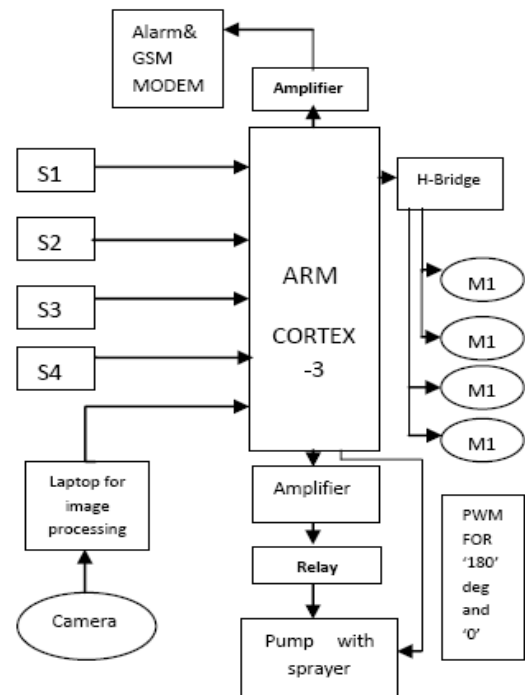 Alarm&
GSM
MODEM
Amplifier
S1
S2
S3
S4
ARM
CORTEX
-3
H-Bridge
M1
M1
M1
M1
Laptop for
image
processing
Camera
Amplifier
Relay
Pump with
sprayer
PWM
FOR
‘180’
deg
and
‘0’